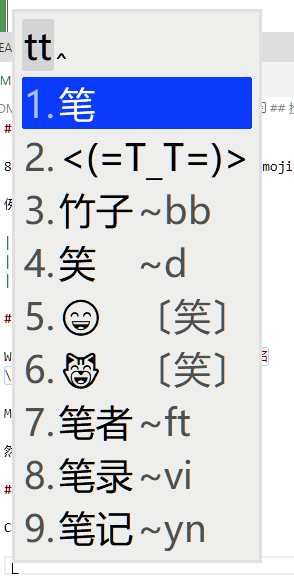 tt‸
1. 笔
2. <(=T_T=)>
3. 竹子 ~bb
4. 笑 ~d
5. 😄 〔笑〕
6. 😸 〔笑〕
7. 笔者 ~ft
8. 笔录 ~vi
9. 笔记 ~yn